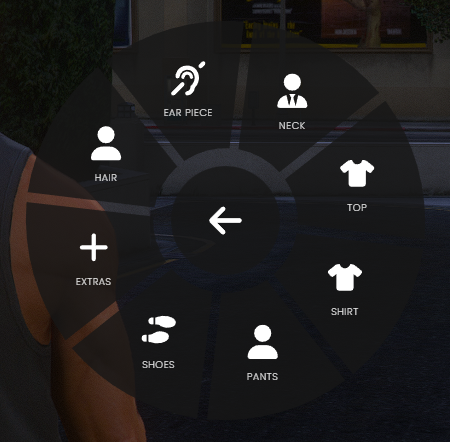 EAR PIECE
NECK
HAIR
TOP
EXTRAS
SHIRT
SHOES
PANTS